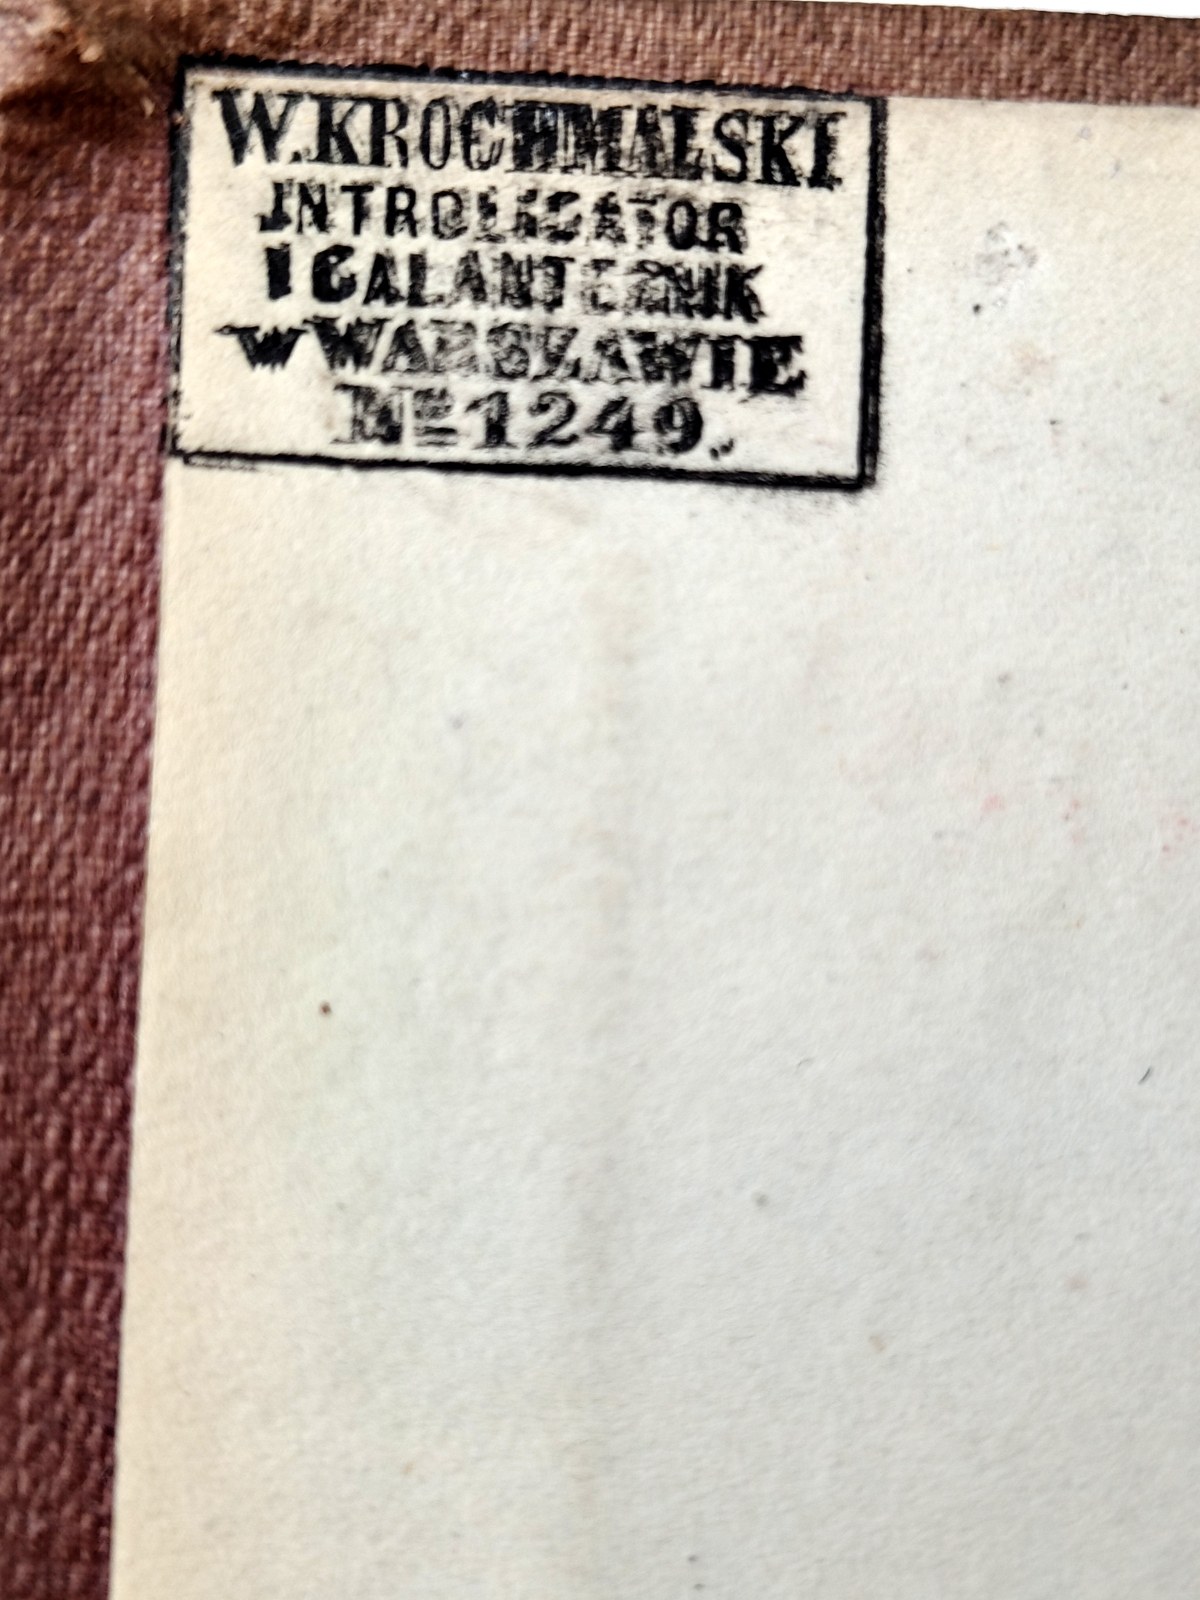 W. KROCHMALSKI
INTROLIGATOR
I GALANTERNIK
w WARSZAWIE
No 1249.